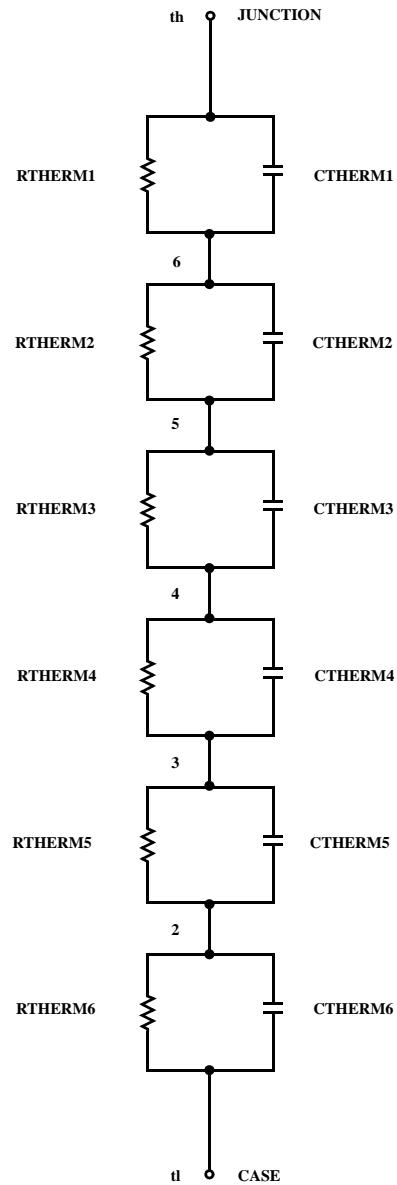 th JUNCTION
RTHERM1 CTHERM1
6
RTHERM2 CTHERM2
5
RTHERM3 CTHERM3
4
RTHERM4 CTHERM4
3
RTHERM5 CTHERM5
2
RTHERM6 CTHERM6
tl CASE